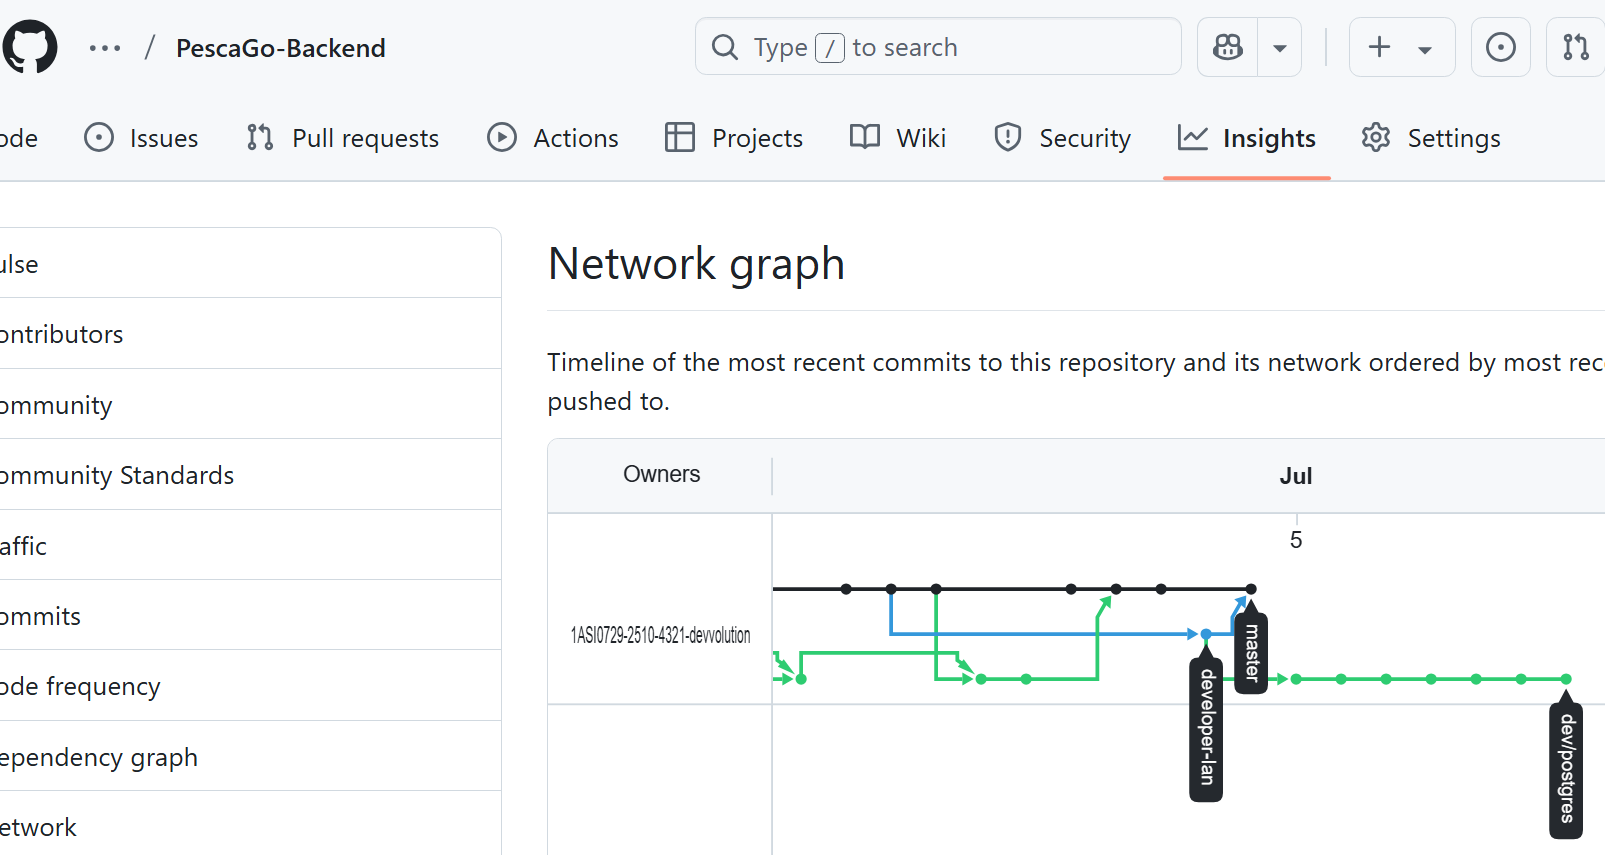 ··· / PescaGo-Backend
Type / to search
ode Issues Pull requests Actions Projects Wiki Security Insights Settings
ulse
ontributors
ommunity
ommunity Standards
affic
ommits
ode frequency
ependency graph
etwork
Network graph
Timeline of the most recent commits to this repository and its network ordered by most rec
pushed to.
Owners
Jul
5
1ASI0729-2510-4321-devvolution
master
developer-Ian
dev/postgres